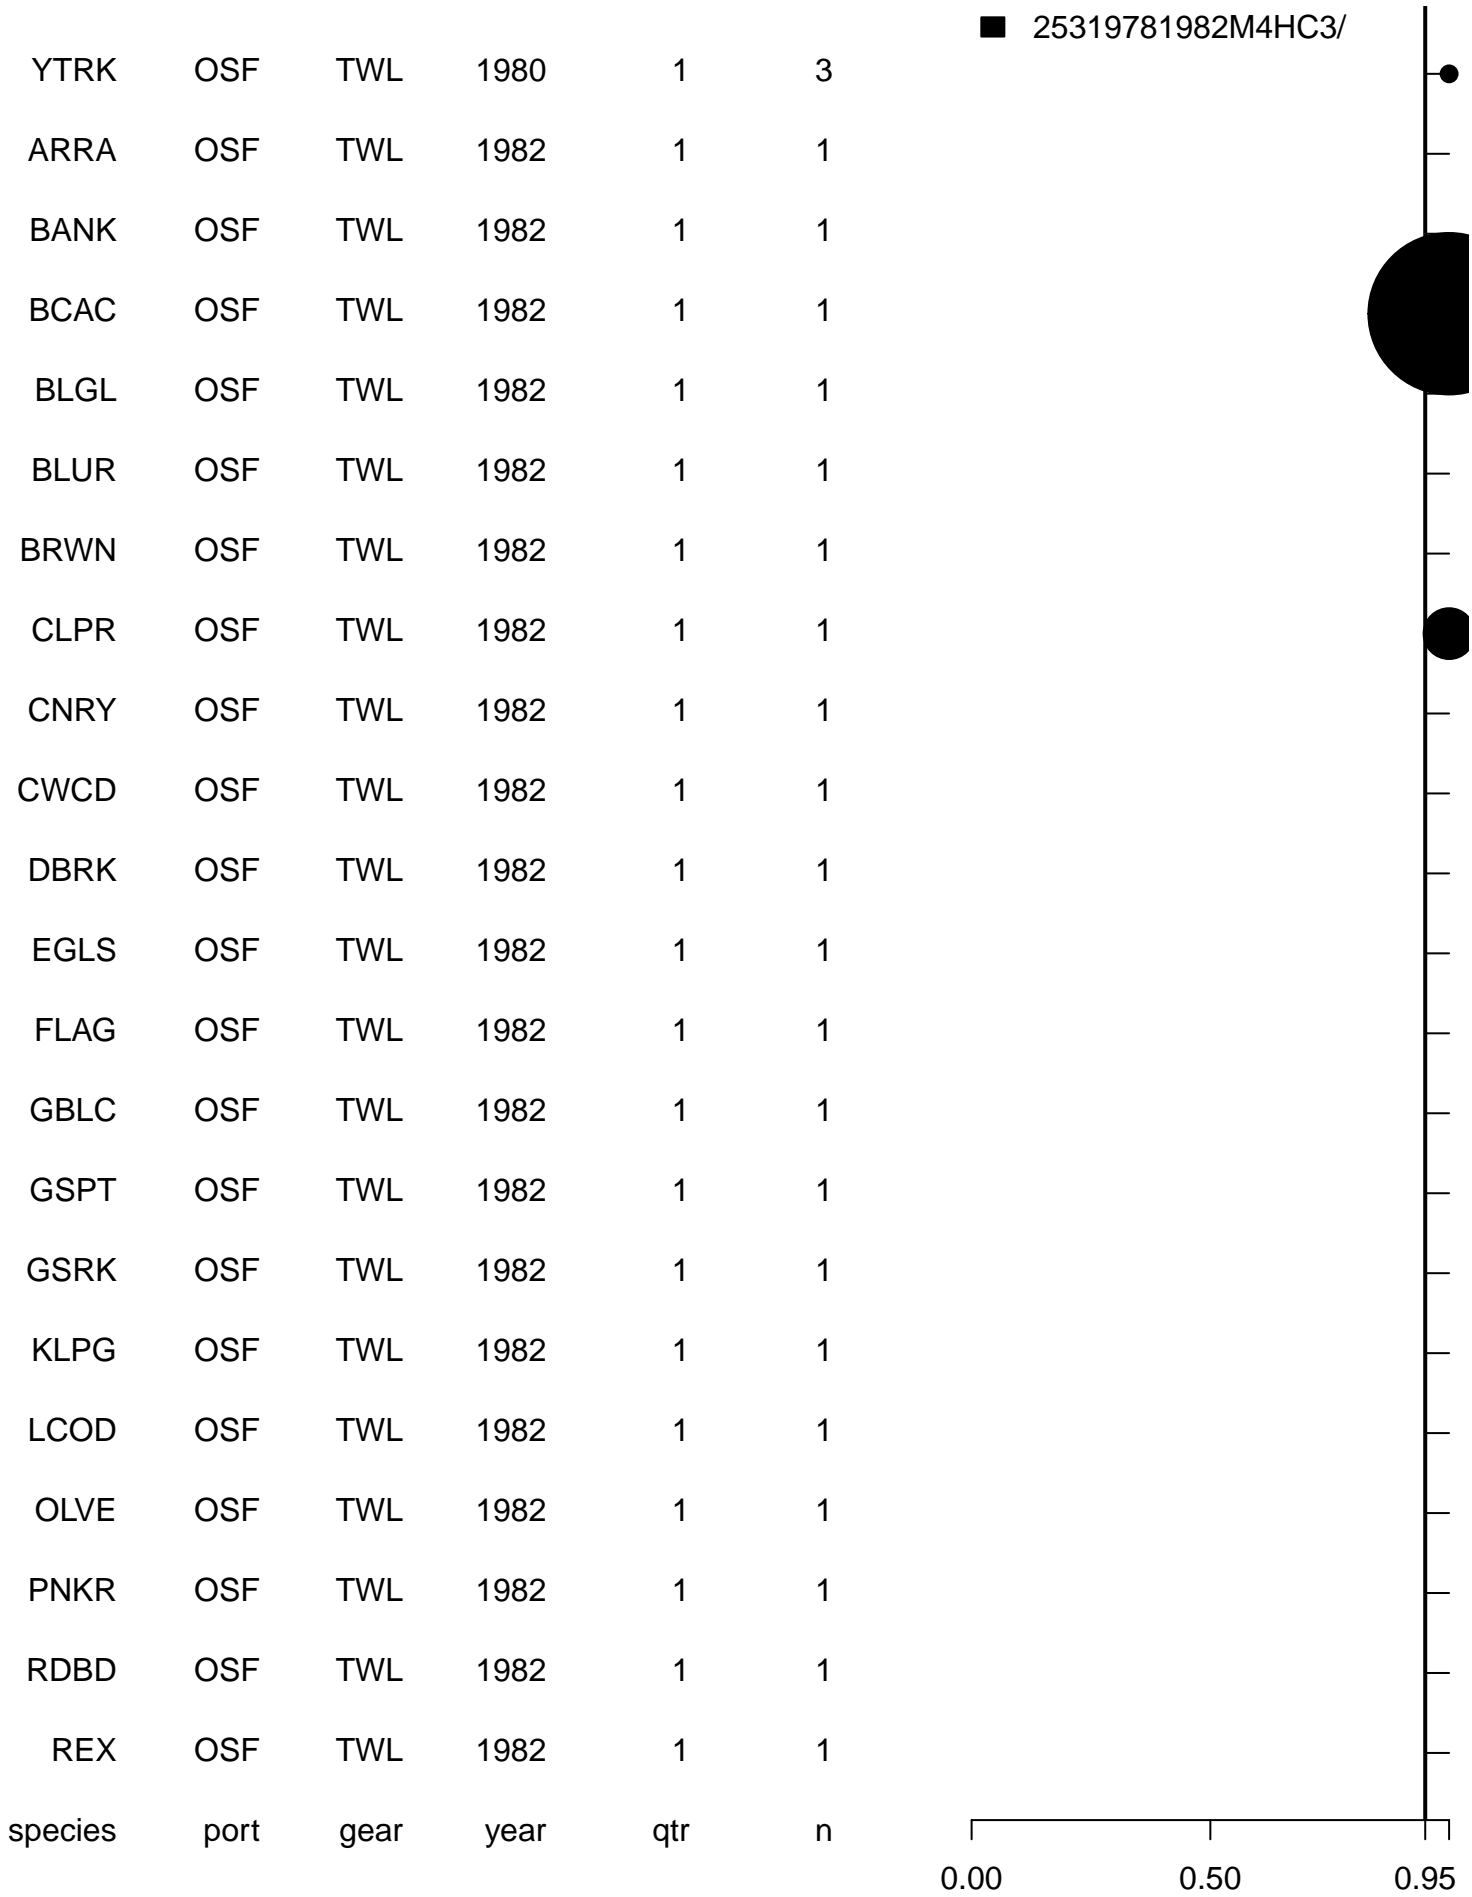 25319781982M4HC3/
YTRK OSF TWL 1980 1 3
ARRA OSF TWL 1982 1 1
BANK OSF TWL 1982 1 1
BCAC OSF TWL 1982 1 1
BLGL OSF TWL 1982 1 1
BLUR OSF TWL 1982 1 1
BRWN OSF TWL 1982 1 1
CLPR OSF TWL 1982 1 1
CNRY OSF TWL 1982 1 1
CWCD OSF TWL 1982 1 1
DBRK OSF TWL 1982 1 1
EGLS OSF TWL 1982 1 1
FLAG OSF TWL 1982 1 1
GBLC OSF TWL 1982 1 1
GSPT OSF TWL 1982 1 1
GSRK OSF TWL 1982 1 1
KLPG OSF TWL 1982 1 1
LCOD OSF TWL 1982 1 1
OLVE OSF TWL 1982 1 1
PNKR OSF TWL 1982 1 1
RDBD OSF TWL 1982 1 1
REX OSF TWL 1982 1 1
species port gear year qtr n
0.00 0.50 0.95